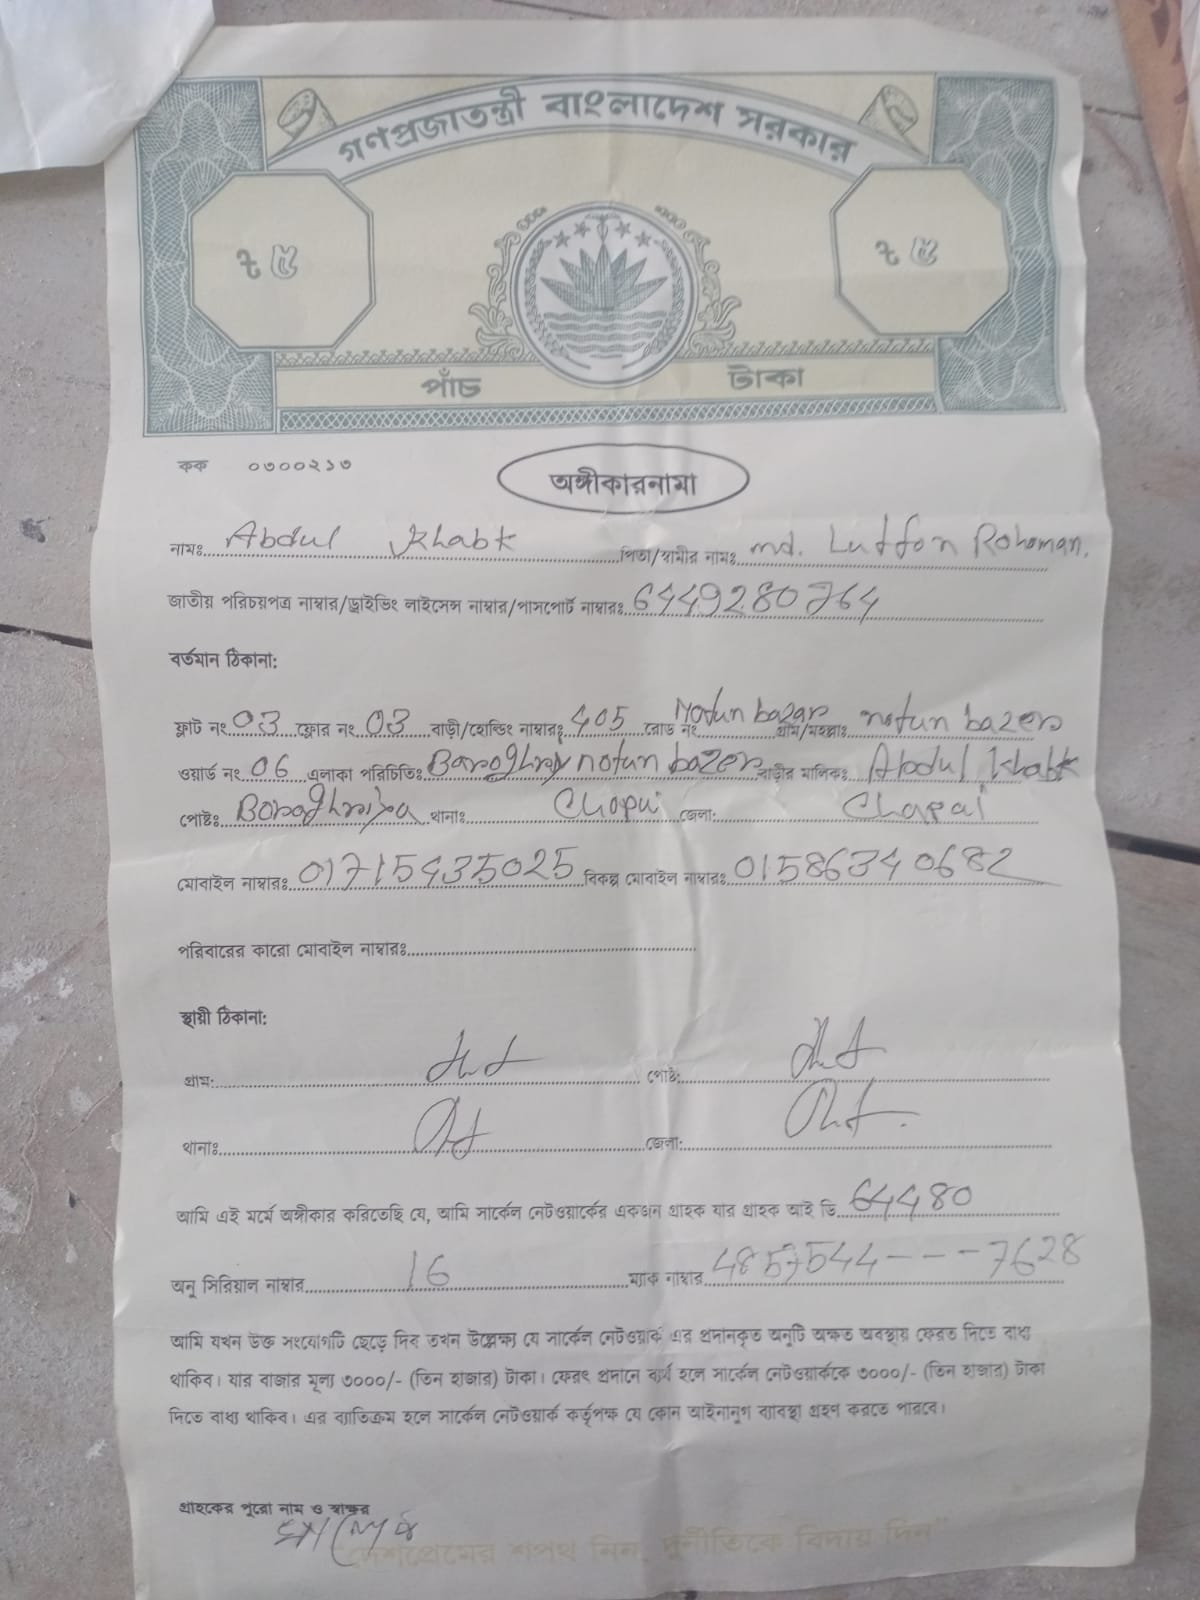 গণপ্রজাতন্ত্রী বাংলাদেশ সরকার
৳ ৫ ৳ ৫
পাঁচ টাকা
কক ০৩০০২১৩
অঙ্গীকারনামা
নামঃ Abdul Khabk পিতা/স্বামীর নামঃ md. Lutfon Rohoman.
জাতীয় পরিচয়পত্র নাম্বার/ড্রাইভিং লাইসেন্স নাম্বার/পাসপোর্ট নাম্বারঃ 6449280764
বর্তমান ঠিকানা:
ফ্লাট নং 03 ফ্লোর নং 03 বাড়ী/হোল্ডিং নাম্বারঃ 405 রোড নং Notun bazar গ্রাম/মহল্লাঃ notun bazer
ওয়ার্ড নং 06 এলাকা পরিচিতিঃ notun bazer বাড়ীর মালিকঃ Abdul Khabk
পোষ্টঃ থানাঃ Chapai জেলা: Chapai
মোবাইল নাম্বারঃ 01715435025 বিকল্প মোবাইল নাম্বারঃ 01586340682
পরিবারের কারো মোবাইল নাম্বারঃ
স্থায়ী ঠিকানা:
গ্রাম: পোষ্ট:
থানাঃ জেলা:
আমি এই মর্মে অঙ্গীকার করিতেছি যে, আমি সার্কেল নেটওয়ার্কের একজন গ্রাহক যার গ্রাহক আই ডি 64480
অনু সিরিয়াল নাম্বার 16 ম্যাক নাম্বার 4857544---7628
আমি যখন উক্ত সংযোগটি ছেড়ে দিব তখন উল্লেক্ষ্য যে সার্কেল নেটওয়ার্ক এর প্রদানকৃত অনুটি অক্ষত অবস্থায় ফেরত দিতে বাধ্য
থাকিব। যার বাজার মূল্য ৩০০০/- (তিন হাজার) টাকা। ফেরৎ প্রদানে ব্যর্থ হলে সার্কেল নেটওয়ার্ককে ৩০০০/- (তিন হাজার) টাকা
দিতে বাধ্য থাকিব। এর ব্যতিক্রম হলে সার্কেল নেটওয়ার্ক কর্তৃপক্ষ যে কোন আইনানুগ ব্যাবস্থা গ্রহণ করতে পারবে।
গ্রাহকের পুরো নাম ও স্বাক্ষর
"দেশপ্রেমের শপথ নিন, দুর্নীতিকে বিদায় দিন"